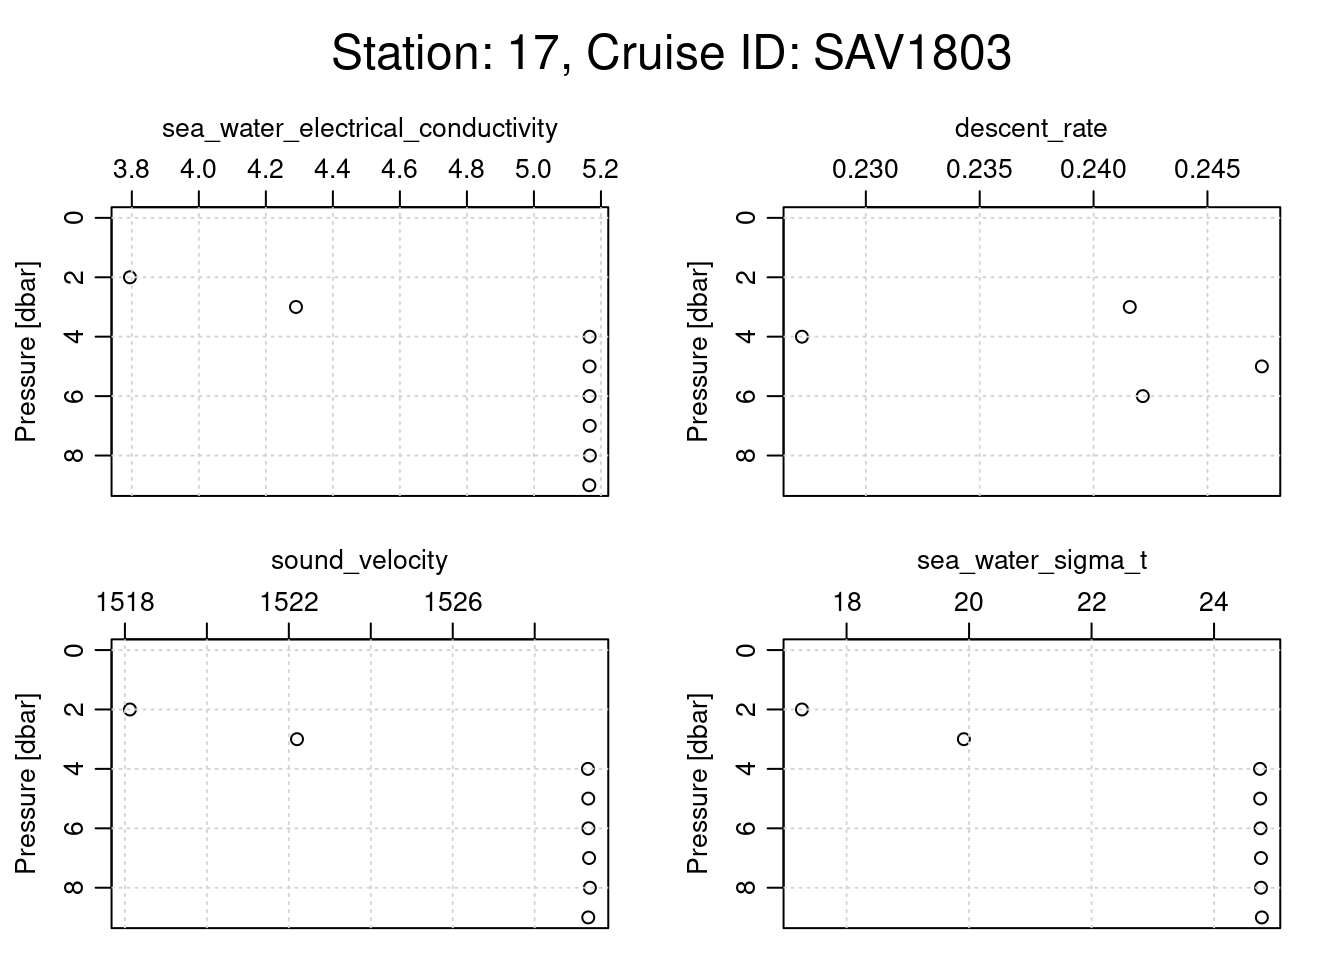 Station: 17, Cruise ID: SAV1803
sea_water_electrical_conductivity
3.8 4.0 4.2 4.4 4.6 4.8 5.0 5.2
Pressure [dbar]
0
2
4
6
8
descent_rate
0.230 0.235 0.240 0.245
Pressure [dbar]
0
2
4
6
8
sound_velocity
1518 1522 1526
Pressure [dbar]
0
2
4
6
8
sea_water_sigma_t
18 20 22 24
Pressure [dbar]
0
2
4
6
8